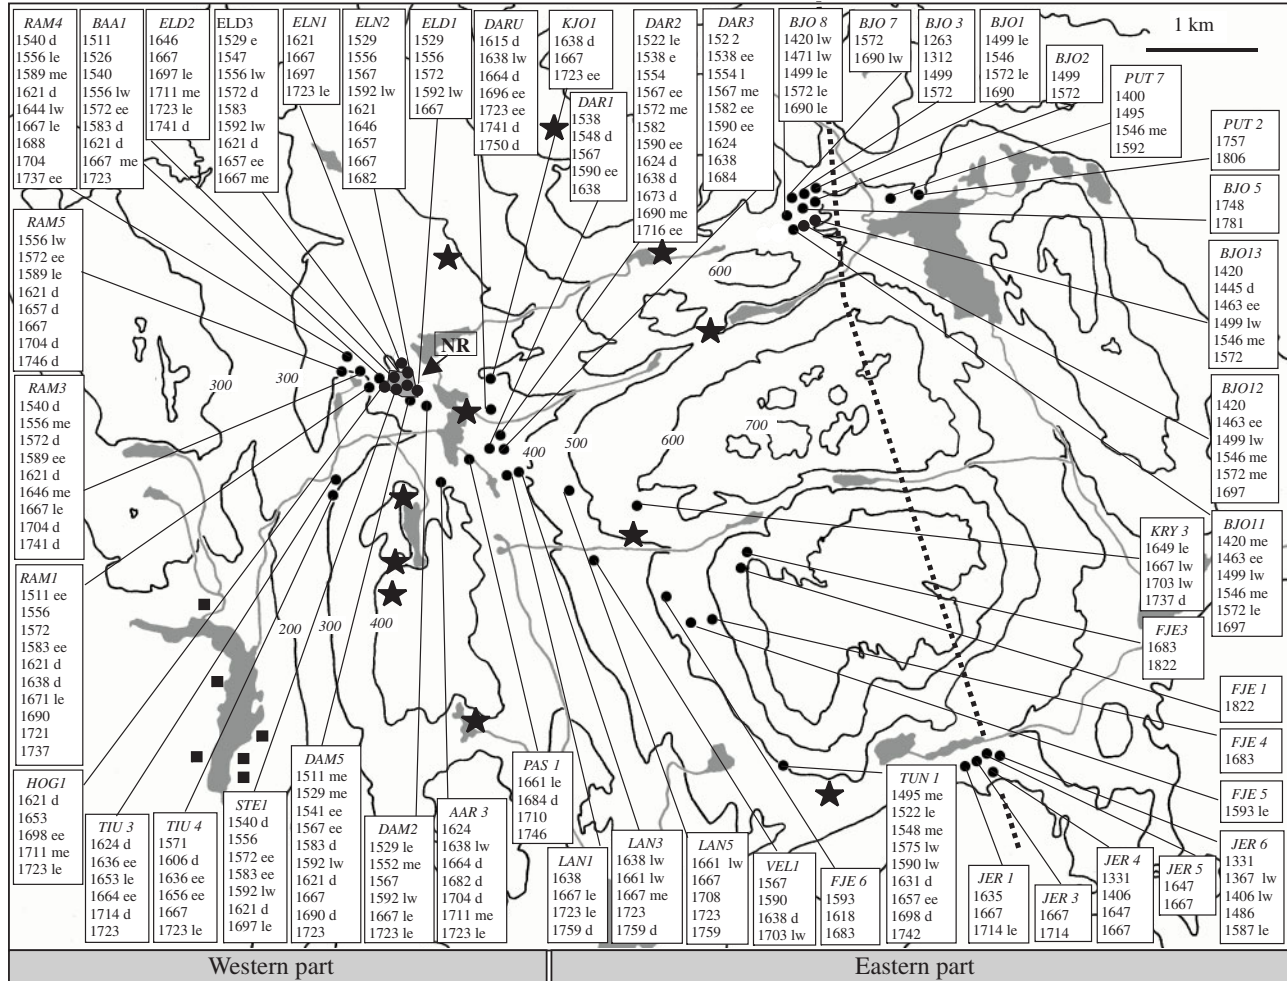 RAM4
1540 d
1556 le
1589 me
1621 d
1644 lw
1667 le
1688
1704
1737 ee
BAA1
1511
1526
1540
1556 lw
1572 ee
1583 d
1621 d
1667 me
1723
ELD2
1646
1667
1697 le
1711 me
1723 le
1741 d
ELD3
1529 e
1547
1556 lw
1572 d
1583
1592 lw
1621 d
1657 ee
1667 me
ELN1
1621
1667
1697
1723 le
ELN2
1529
1556
1567
1592 lw
1621
1646
1657
1667
1682
ELD1
1529
1556
1572
1592 lw
1667
DARU
1615 d
1638 lw
1664 d
1696 ee
1723 ee
1741 d
1750 d
KJO1
1638 d
1667
1723 ee
DAR1
1538
1548 d
1567
1590 ee
1638
DAR2
1522 le
1538 e
1554
1567 ee
1572 me
1582
1590 ee
1624 d
1638 d
1673 d
1690 me
1716 ee
DAR3
1522
1538 ee
1554 l
1567 me
1582 ee
1590 ee
1624
1638
1684
BJO 8
1420 lw
1471 lw
1499 le
1572 le
1690 le
BJO 7
1572
1690 lw
BJO 3
1263
1312
1499
1572
BJO1
1499 le
1546
1572 le
1690
BJO2
1499
1572
PUT 7
1400
1495
1546 me
1592
1 km
PUT 2
1757
1806
BJO 5
1748
1781
BJO13
1420
1445 d
1463 ee
1499 lw
1546 me
1572
BJO12
1420
1463 ee
1499 lw
1546 me
1572 me
1697
BJO11
1420 me
1463 ee
1499 lw
1546 me
1572 le
1697
KRY 3
1649 le
1667 lw
1703 lw
1737 d
FJE3
1683
1822
FJE 1
1822
FJE 4
1683
FJE 5
1593 le
JER 6
1331
1367 lw
1406 lw
1486
1587 le
JER 5
1647
1667
JER 4
1331
1406
1647
1667
JER 3
1667
1714
JER 1
1635
1667
1714 le
TUN 1
1495 me
1522 le
1548 me
1575 lw
1590 lw
1631 d
1657 ee
1698 d
1742
FJE 6
1593
1618
1683
VEL1
1567
1590
1638 d
1703 lw
LAN5
1661 lw
1667
1708
1723
1759
LAN3
1638 lw
1661 lw
1667 me
1723
1759 d
LAN1
1638
1667 le
1723 le
1759 d
PAS 1
1661 le
1684 d
1710
1746
AAR 3
1624
1638 lw
1664 d
1682 d
1704 d
1711 me
1723 le
DAM2
1529 le
1552 me
1567
1592 lw
1667 le
1723 le
DAM5
1511 me
1529 me
1541 ee
1567 ee
1583 d
1592 lw
1621 d
1667
1690 d
1723
STE1
1540 d
1556
1572 ee
1583 ee
1592 lw
1621 d
1697 le
TIU 4
1571
1606 d
1636 ee
1656 ee
1667
1723 le
TIU 3
1624 d
1636 ee
1653 le
1664 ee
1714 d
1723
HOG1
1621 d
1653
1698 ee
1711 me
1723 le
RAM1
1511 ee
1556
1572
1583 ee
1621 d
1638 d
1671 le
1690
1721
1737
RAM3
1540 d
1556 me
1572 d
1589 ee
1621 d
1646 me
1667 le
1704 d
1741 d
RAM5
1556 lw
1572 ee
1589 le
1621 d
1657 d
1667
1704 d
1746 d
NR
300
300
600
400
500
600
700
200
300
400
Western part
Eastern part